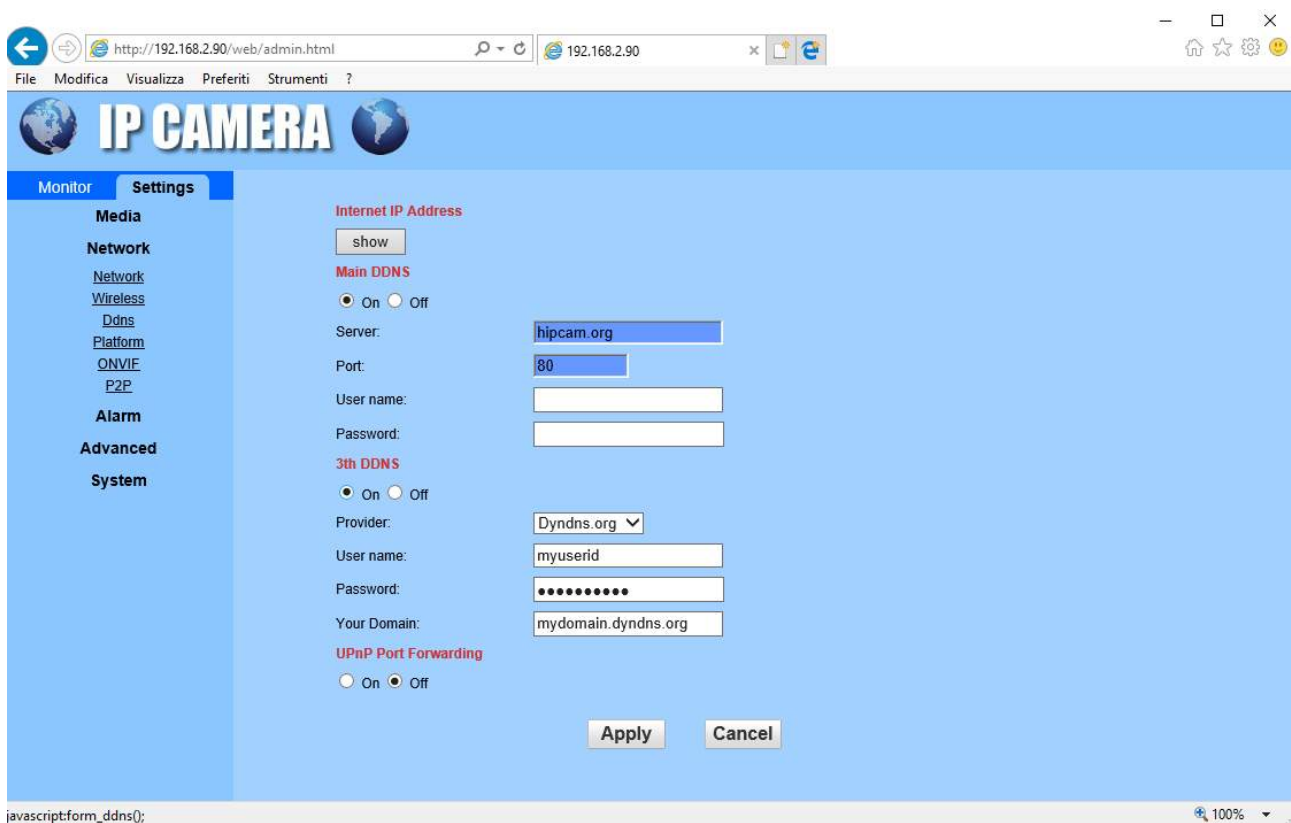 http://192.168.2.90/web/admin.html
192.168.2.90
File Modifica Visualizza Preferiti Strumenti ?
IP CAMERA
Monitor Settings
Media
Network
Network
Wireless
Ddns
Platform
ONVIF
P2P
Alarm
Advanced
System
Internet IP Address
show
Main DDNS
On Off
Server: hipcam.org
Port: 80
User name:
Password:
3th DDNS
On Off
Provider: Dyndns.org
User name: myuserid
Password: ●●●●●●●●●●
Your Domain: mydomain.dyndns.org
UPnP Port Forwarding
On Off
Apply Cancel
javascript:form_ddns();
100%